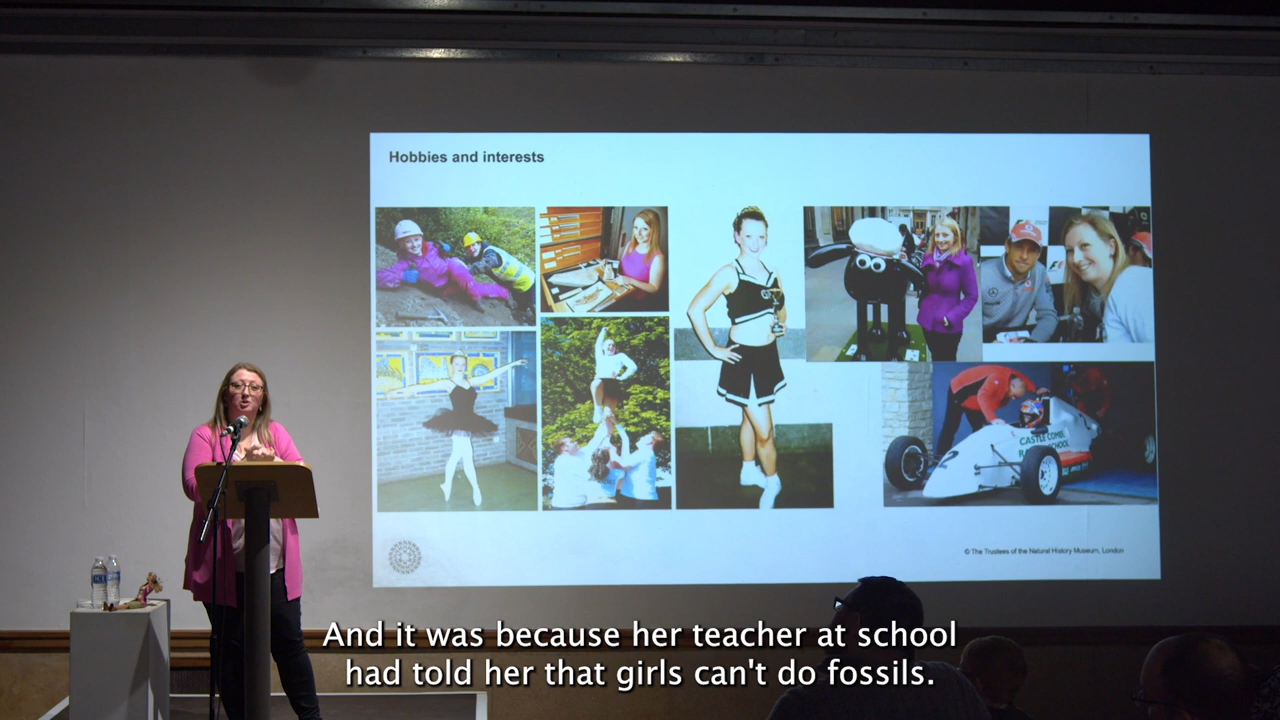 Hobbies and interests
CASTLE COMBE
© The Trustees of the Natural History Museum, London
And it was because her teacher at school
had told her that girls can't do fossils.